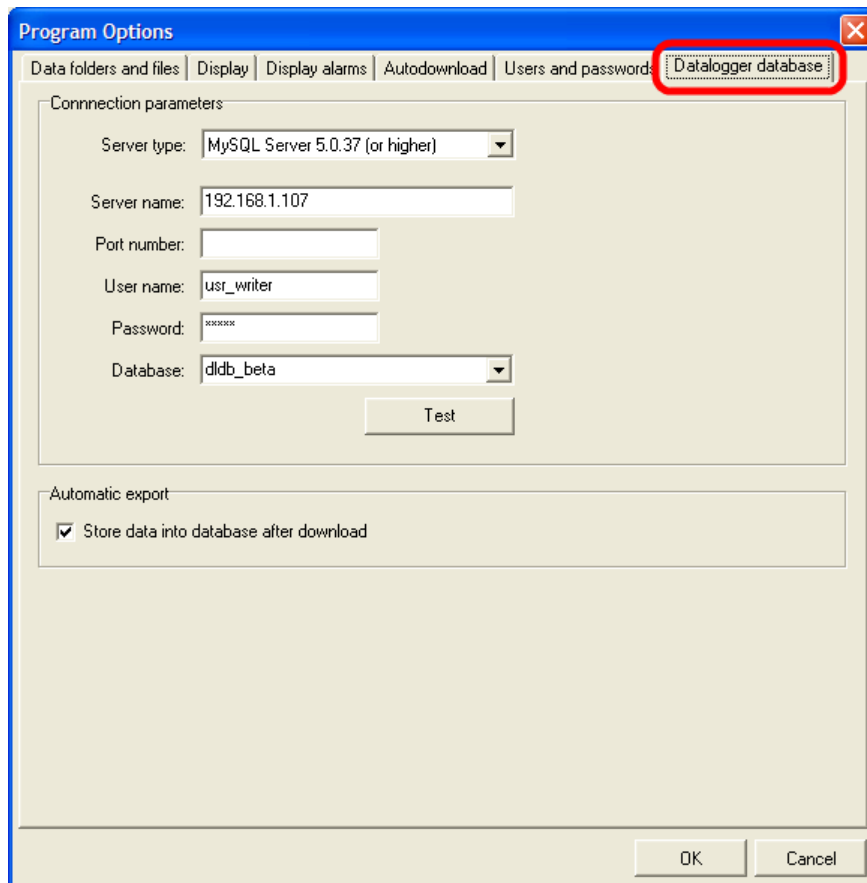 Program Options
Data folders and files Display Display alarms Autodownload Users and passwords Datalogger database
Connnection parameters
Server type: MySQL Server 5.0.37 (or higher)
Server name: 192.168.1.107
Port number:
User name: usr_writer
Password: *****
Database: dldb_beta
Test
Automatic export
Store data into database after download
OK Cancel